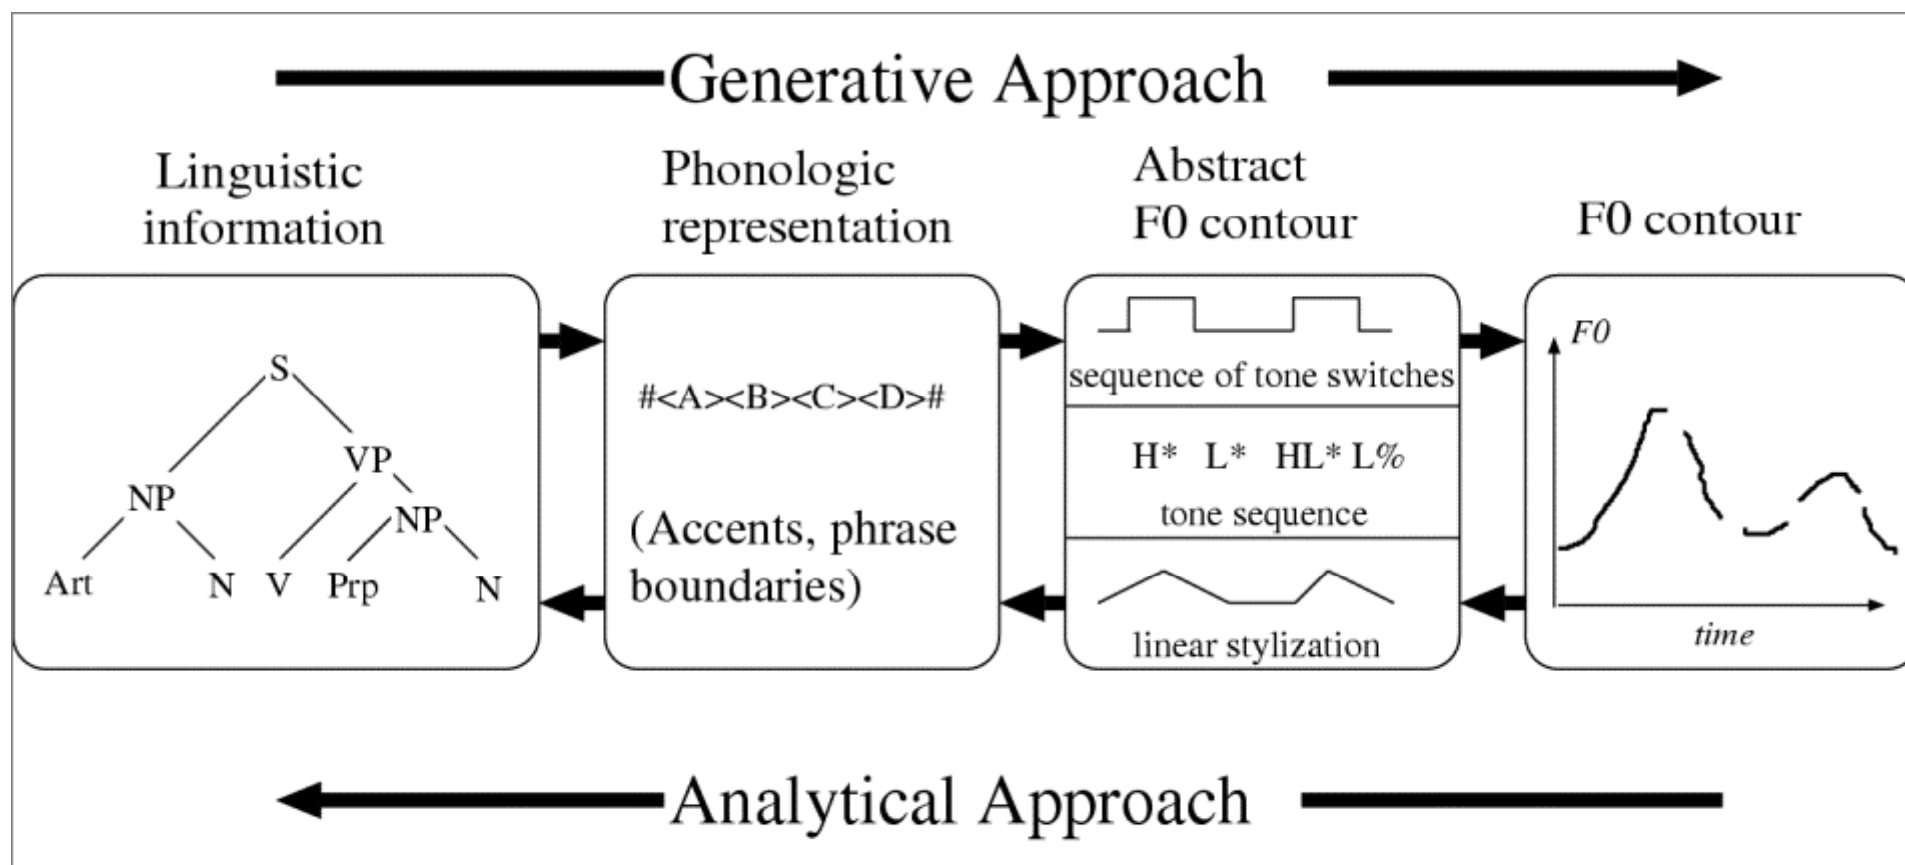 Generative Approach
Linguistic
information
Phonologic
representation
Abstract
F0 contour
F0 contour
S
NP
VP
NP
Art
N
V
Prp
N
#<A><B><C><D>#
(Accents, phrase
boundaries)
sequence of tone switches
H* L* HL* L%
tone sequence
linear stylization
F0
time
Analytical Approach